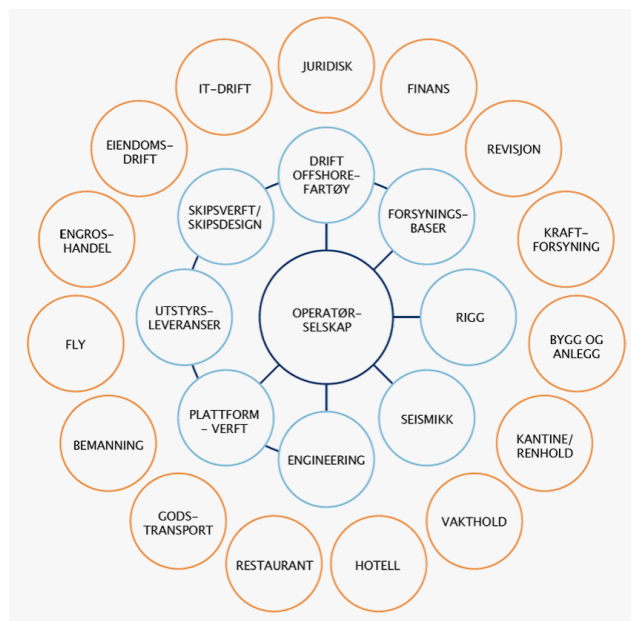 JURIDISK
FINANS
REVISJON
KRAFT-
FORSYNING
BYGG OG
ANLEGG
KANTINE/
RENHOLD
VAKTHOLD
HOTELL
RESTAURANT
GODS-
TRANSPORT
BEMANNING
FLY
ENGROS-
HANDEL
EIENDOMS-
DRIFT
IT-DRIFT
DRIFT
OFFSHORE-
FARTØY
FORSYNINGS-
BASER
RIGG
SEISMIKK
ENGINEERING
PLATTFORM
- VERFT
UTSTYRS-
LEVERANSER
SKIPSVERFT/
SKIPSDESIGN
OPERATØR-
SELSKAP